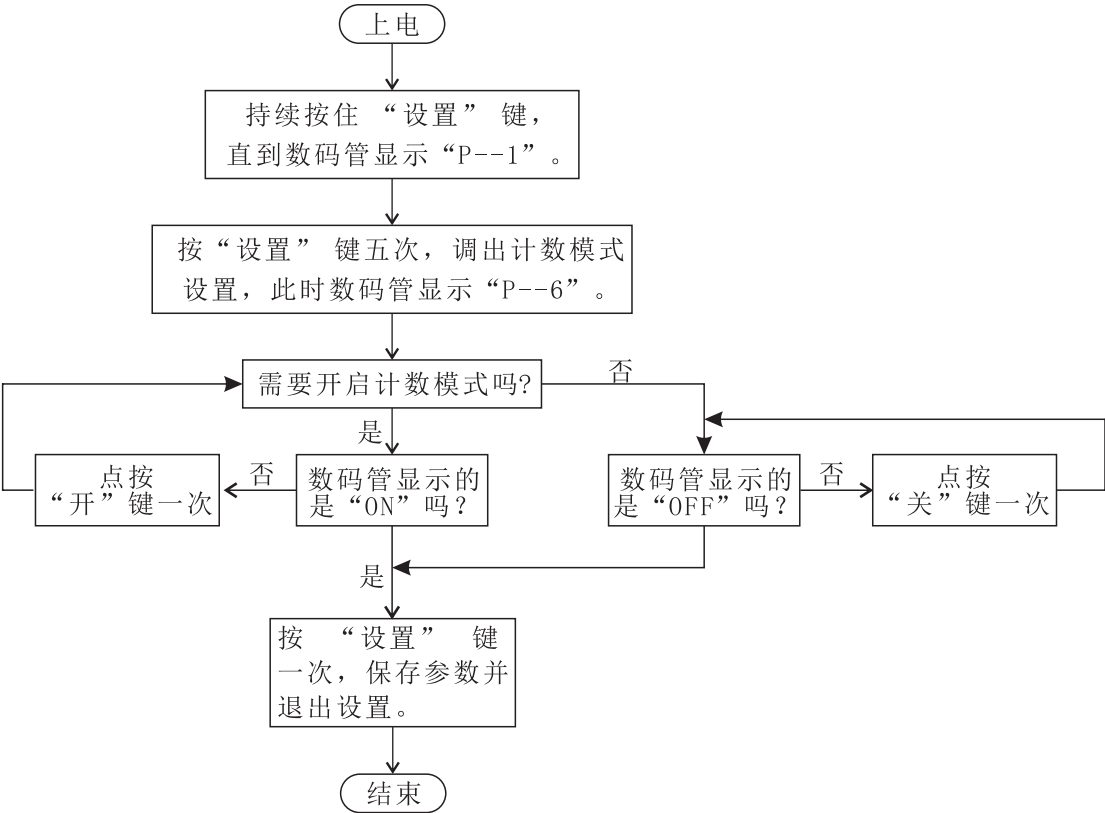 上电
持续按住 “设置” 键，
直到数码管显示“P--1”。
按“设置” 键五次，调出计数模式
设置，此时数码管显示“P--6”。
需要开启计数模式吗?
否
是
点按
“开”键一次
否
数码管显示的
是“ON”吗？
数码管显示的
是“OFF”吗？
否
点按
“关”键一次
是
按 “设置” 键
一次，保存参数并
退出设置。
结束